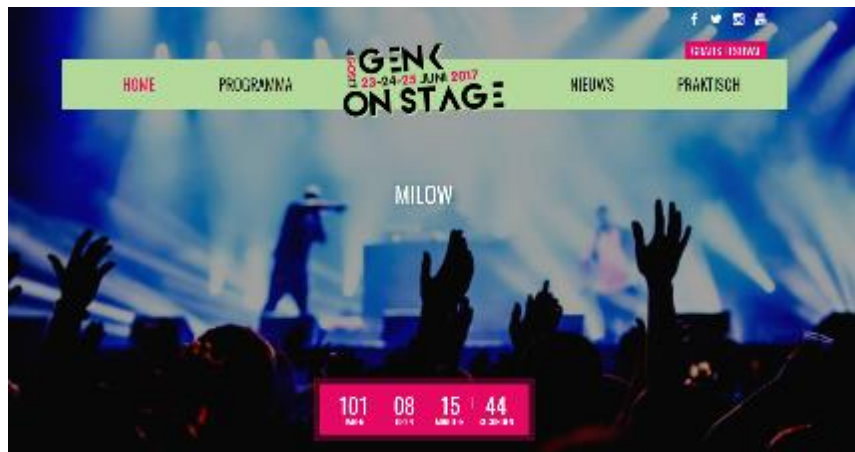 GRATIS FESTIVAL
HOME
PROGRAMMA
#GOST17
GENK
23-24-25 JUNI 2017
ON STAGE
NIEUWS
PRAKTISCH
MILOW
101 08 15 44